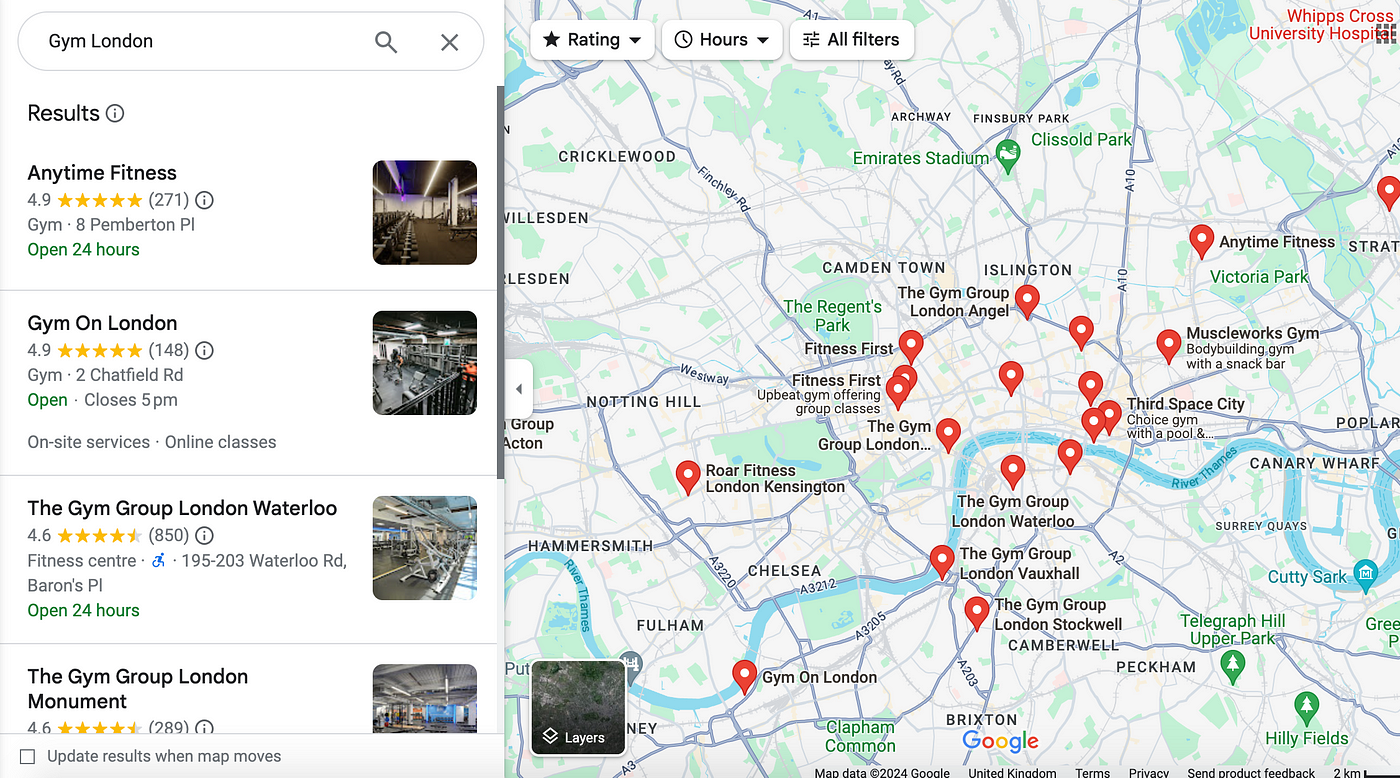 Gym London
Results
Anytime Fitness
4.9 (271)
Gym · 8 Pemberton Pl
Open 24 hours
Gym On London
4.9 (148)
Gym · 2 Chatfield Rd
Open · Closes 5 pm
On-site services · Online classes
The Gym Group London Waterloo
4.6 (850)
Fitness centre · · 195-203 Waterloo Rd,
Baron's Pl
Open 24 hours
The Gym Group London
Monument
4.6 (289)
Update results when map moves
Rating
Hours
All filters
A1
Whipps Cross
University Hospital
ARCHWAY
FINSBURY PARK
Clissold Park
Emirates Stadium
CRICKLEWOOD
Finchley Rd
A10
WILLESDEN
Anytime Fitness
STRAT
Victoria Park
CAMDEN TOWN
ISLINGTON
A10
The Gym Group
London Angel
The Regent's
Park
Fitness First
Muscleworks Gym
Bodybuilding gym
with a snack bar
Westway
Fitness First
Upbeat gym offering
group classes
NOTTING HILL
Third Space City
Choice gym
with a pool &...
Group
Acton
The Gym
Group London...
POPLAR
Roar Fitness
London Kensington
River Thames
CANARY WHARF
The Gym Group
London Waterloo
SURREY QUAYS
HAMMERSMITH
The Gym Group
London Vauxhall
A2
River Thames
A3220
CHELSEA
A3212
Cutty Sark
The Gym Group
London Stockwell
A3205
FULHAM
CAMBERWELL
Telegraph Hill
Upper Park
Gree
PECKHAM
A203
Gym On London
Put
NEY
BRIXTON
Clapham
Common
Hilly Fields
Layers
Google
A3
Map data ©2024 Google
United Kingdom
Terms
Privacy
Send product feedback
2 km